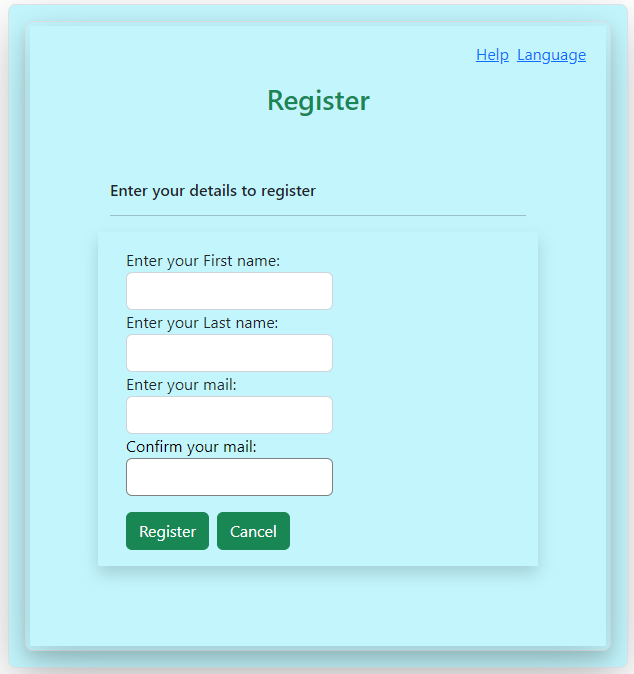 Help Language
Register
Enter your details to register
Enter your First name:
Enter your Last name:
Enter your mail:
Confirm your mail:
Register Cancel